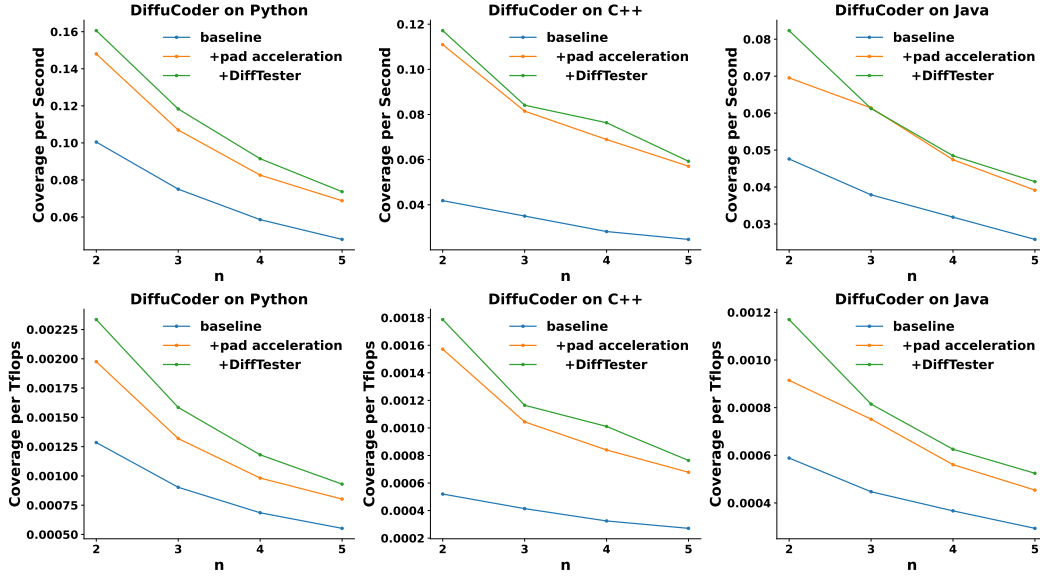 DiffuCoder on Python
0.16
0.14
0.12
0.10
0.08
0.06
Coverage per Second
baseline
+pad acceleration
+DiffTester
2
3
4
5
n
DiffuCoder on C++
0.12
0.10
0.08
0.06
0.04
Coverage per Second
baseline
+pad acceleration
+DiffTester
2
3
4
5
n
DiffuCoder on Java
0.08
0.07
0.06
0.05
0.04
0.03
Coverage per Second
baseline
+pad acceleration
+DiffTester
2
3
4
5
n
DiffuCoder on Python
0.00225
0.00200
0.00175
0.00150
0.00125
0.00100
0.00075
0.00050
Coverage per Tflops
baseline
+pad acceleration
+DiffTester
2
3
4
5
n
DiffuCoder on C++
0.0018
0.0016
0.0014
0.0012
0.0010
0.0008
0.0006
0.0004
0.0002
Coverage per Tflops
baseline
+pad acceleration
+DiffTester
2
3
4
5
n
DiffuCoder on Java
0.0012
0.0010
0.0008
0.0006
0.0004
Coverage per Tflops
baseline
+pad acceleration
+DiffTester
2
3
4
5
n